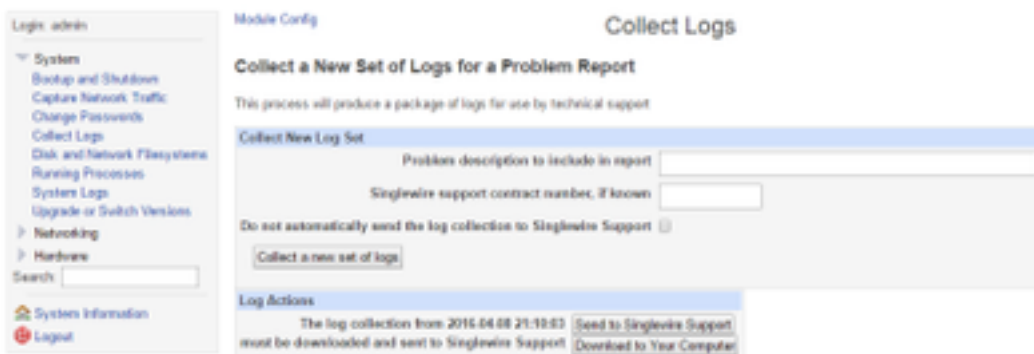 Login: admin
System
Bootup and Shutdown
Capture Network Traffic
Change Passwords
Collect Logs
Disk and Network Filesystems
Running Processes
System Logs
Upgrade or Switch Versions
Networking
Hardware
Search:
System Information
Logout
Module Config
Collect Logs
Collect a New Set of Logs for a Problem Report
This process will produce a package of logs for use by technical support
Collect New Log Set
Problem description to include in report
Singlewire support contract number, if known
Do not automatically send the log collection to Singlewire Support
Collect a new set of logs
Log Actions
The log collection from 2016-04-08 21:10:03 Send to Singlewire Support
must be downloaded and sent to Singlewire Support Download to Your Computer